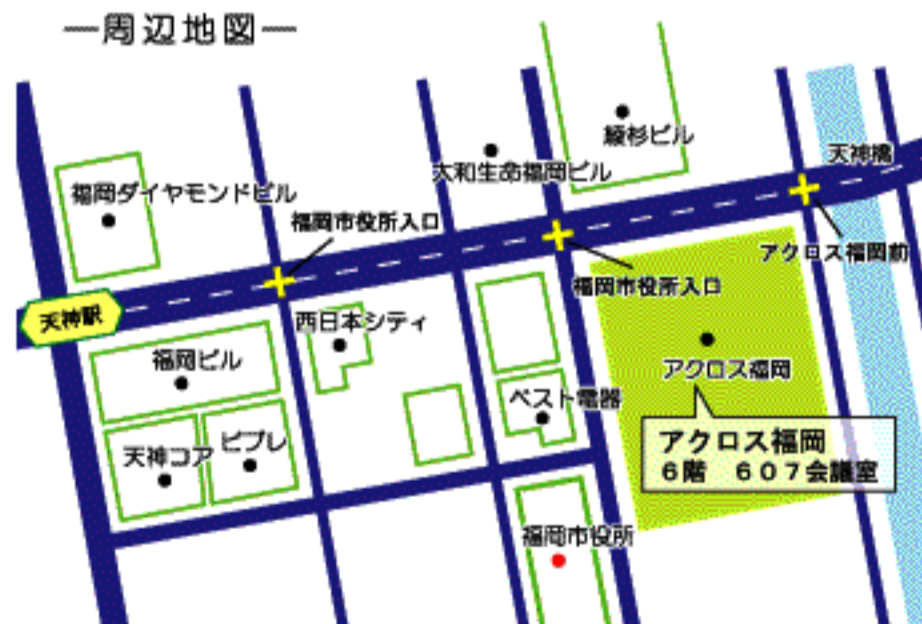 ―周辺地図―
綾杉ビル
天神橋
大和生命福岡ビル
福岡ダイヤモンドビル
福岡市役所入口
アクロス福岡前
福岡市役所入口
天神駅
西日本シティ
福岡ビル
アクロス福岡
ベスト電器
アクロス福岡
6階 607会議室
天神コア
ビブレ
福岡市役所